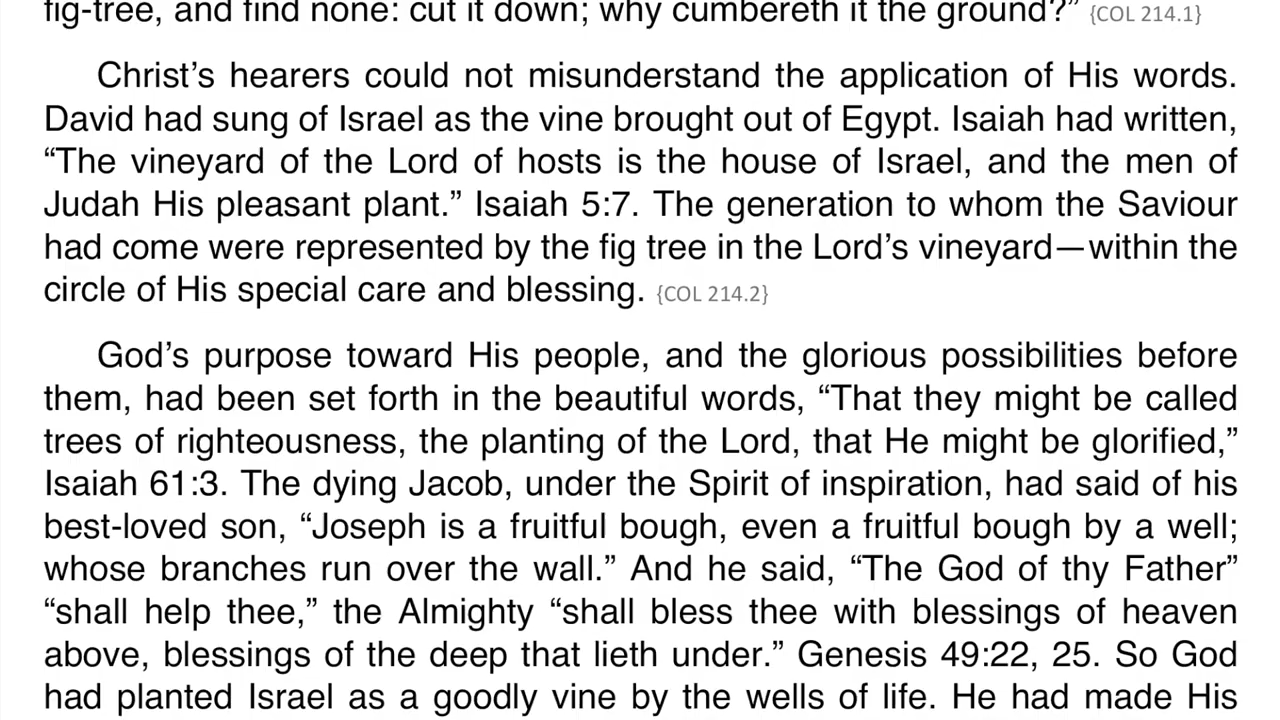 fig-tree, and find none: cut it down; why cumbereth it the ground?” {COL 214.1}
Christ’s hearers could not misunderstand the application of His words.
David had sung of Israel as the vine brought out of Egypt. Isaiah had written,
“The vineyard of the Lord of hosts is the house of Israel, and the men of
Judah His pleasant plant.” Isaiah 5:7. The generation to whom the Saviour
had come were represented by the fig tree in the Lord’s vineyard—within the
circle of His special care and blessing. {COL 214.2}
God’s purpose toward His people, and the glorious possibilities before
them, had been set forth in the beautiful words, “That they might be called
trees of righteousness, the planting of the Lord, that He might be glorified,”
Isaiah 61:3. The dying Jacob, under the Spirit of inspiration, had said of his
best-loved son, “Joseph is a fruitful bough, even a fruitful bough by a well;
whose branches run over the wall.” And he said, “The God of thy Father”
“shall help thee,” the Almighty “shall bless thee with blessings of heaven
above, blessings of the deep that lieth under.” Genesis 49:22, 25. So God
had planted Israel as a goodly vine by the wells of life. He had made His